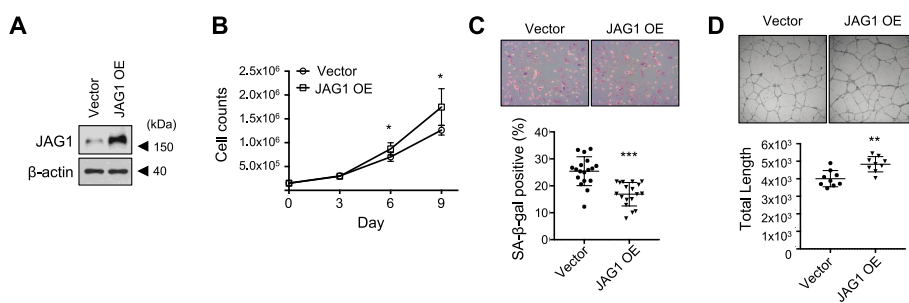 A
Vector
JAG1 OE
(kDa)
JAG1
150
β-actin
40
B
Vector
JAG1 OE
2.5x10⁶
2.0x10⁶
1.5x10⁶
1.0x10⁶
5.0x10⁵
Cell counts
*
*
0 3 6 9
Day
C
Vector JAG1 OE
SA-β-gal positive (%)
40
30
20
10
0
***
Vector
JAG1 OE
D
Vector JAG1 OE
Total Length
6x10³
5x10³
4x10³
3x10³
2x10³
1x10³
0
**
Vector
JAG1 OE